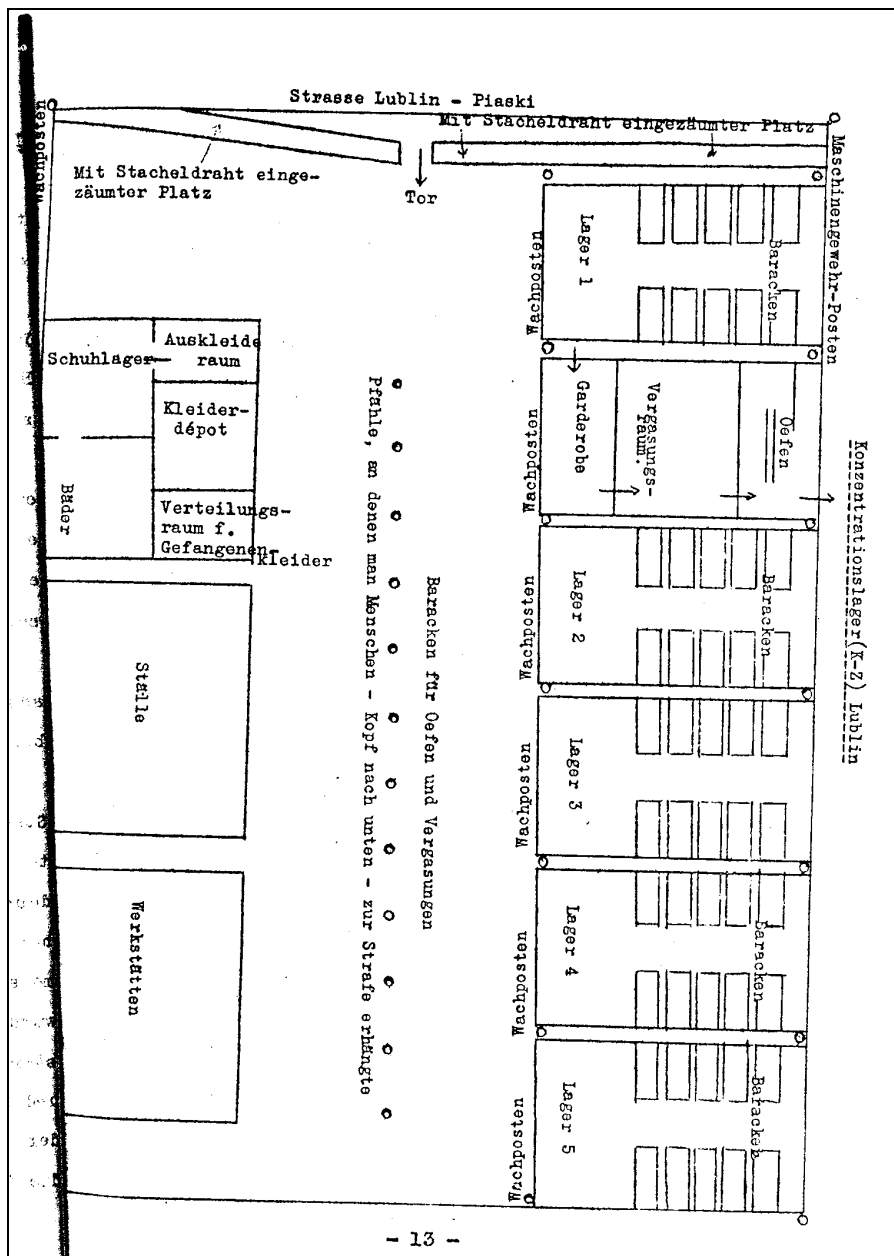 Strasse Lublin - Piaski
Mit Stacheldraht eingezäumter Platz
Wachposten
Mit Stacheldraht einge-
zäumter Platz
Tor
Maschinengewehr-Posten
Konzentrationslager(K-Z) Lublin
Wachposten
Lager 1
Baracken
Schuhlager
Auskleide
raum
Kleider-
dépot
Bäder
Verteilungs-
raum f.
Gefangenen-
kleider
Wachposten
Garderobe
Vergasungs-
raum.
Oefen
Pfähle, an denen man Menschen - Kopf nach unten - zur Strafe erhängte
Baracken für Oefen und Vergasungen
Wachposten
Lager 2
Baracken
Ställe
Wachposten
Lager 3
Werkstätten
Wachposten
Lager 4
Baracken
Wachposten
Lager 5
Baracken
- 13 -